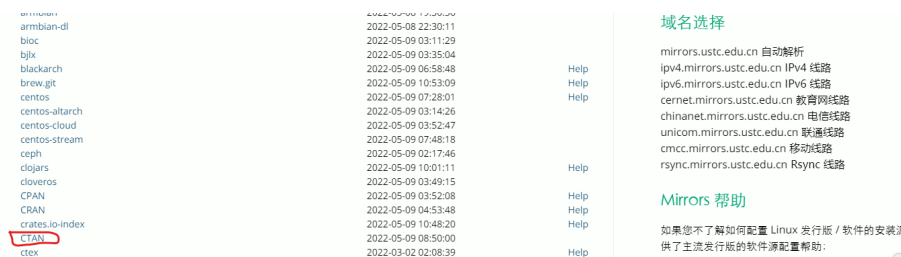 armbian 2022-05-08 19:50:50
armbian-dl 2022-05-08 22:30:11
bioc 2022-05-09 03:11:29
bjlx 2022-05-09 03:35:04
blackarch 2022-05-09 06:58:48 Help
brew.git 2022-05-09 10:53:09 Help
centos 2022-05-09 07:28:01 Help
centos-altarch 2022-05-09 03:14:26
centos-cloud 2022-05-09 03:52:47
centos-stream 2022-05-09 07:48:18
ceph 2022-05-09 02:17:46
clojars 2022-05-09 10:01:11 Help
cloveros 2022-05-09 03:49:15
CPAN 2022-05-09 03:52:08 Help
CRAN 2022-05-09 04:53:48 Help
crates.io-index 2022-05-09 10:48:20 Help
CTAN 2022-05-09 08:50:00
ctex 2022-03-02 02:08:39 Help
域名选择
mirrors.ustc.edu.cn 自动解析
ipv4.mirrors.ustc.edu.cn IPv4 线路
ipv6.mirrors.ustc.edu.cn IPv6 线路
cernet.mirrors.ustc.edu.cn 教育网线路
chinanet.mirrors.ustc.edu.cn 电信线路
unicom.mirrors.ustc.edu.cn 联通线路
cmcc.mirrors.ustc.edu.cn 移动线路
rsync.mirrors.ustc.edu.cn Rsync 线路
Mirrors 帮助
如果您不了解如何配置 Linux 发行版 / 软件的安装源
供了主流发行版的软件源配置帮助: